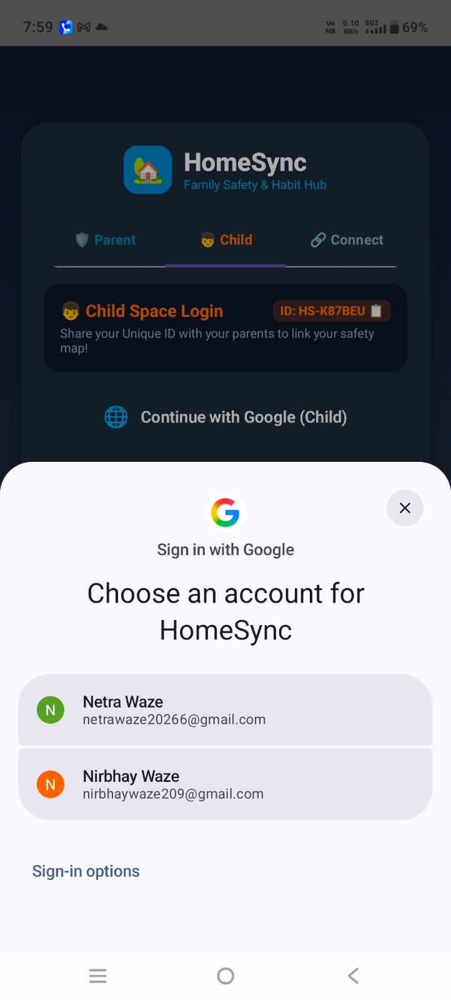 7:59
Vo NR 0.10 KB/s 5G 69%
HomeSync
Family Safety & Habit Hub
Parent Child Connect
Child Space Login ID: HS-K87BEU
Share your Unique ID with your parents to link your safety
map!
Continue with Google (Child)
Sign in with Google
Choose an account for
HomeSync
N
Netra Waze
netrawaze20266@gmail.com
N
Nirbhay Waze
nirbhaywaze209@gmail.com
Sign-in options